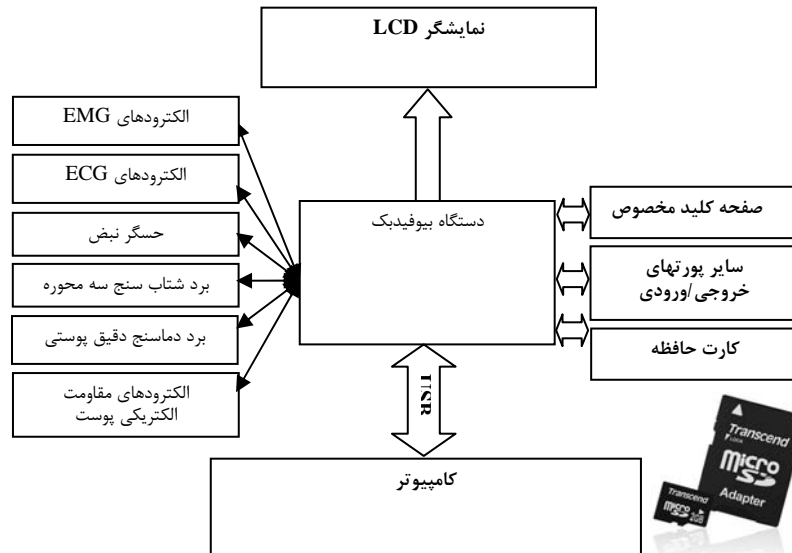 نمایشگر LCD
الکترودهای EMG
الکترودهای ECG
حسگر نبض
برد شتاب سنج سه محوره
برد دماسنج دقیق پوستی
الکترودهای مقاومت
الکتریکی پوست
دستگاه بیوفیدبک
صفحه کلید مخصوص
سایر پورتهای
خروجی/ورودی
کارت حافظه
USB
کامپیوتر
Transcend
LOCK
Micro
SD
Adapter
Transcend
Micro
SD
2GB